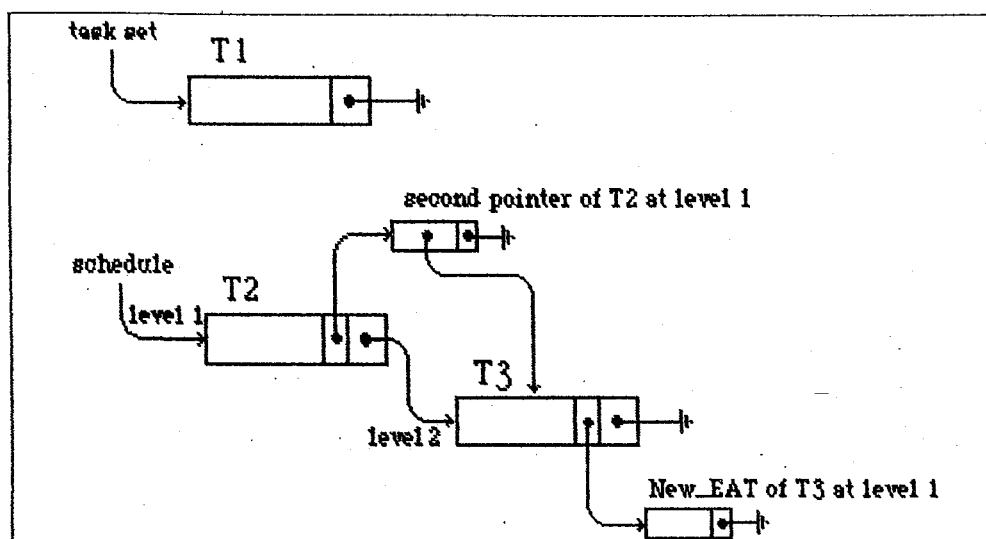 task set
T1
second pointer of T2 at level 1
schedule
T2
level 1
T3
level 2
New_EAT of T3 at level 1